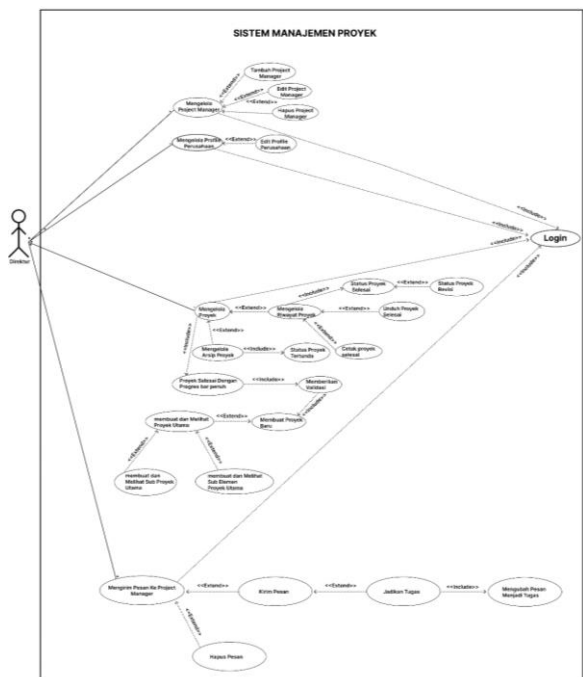 SISTEM MANAJEMEN PROYEK
Tambah Project
Manager
<<Extend>>
Edit Project
Manager
<<Extend>>
Mengelola
Project Manager
<<Extend>>
Hapus Project
Manager
Mengelola Profile
Perusahaan
<<Extend>>
Edit Profile
Perusahaan
<<Include>>
<<Include>>
Login
<<Include>>
<<Include>>
Direktur
Status Proyek
Selesai
<<Extend>>
Status Proyek
Revisi
<<Include>>
Mengelola
Proyek
<<Extend>>
Mengelola
Riwayat Proyek
<<Extend>>
Unduh Proyek
Selesai
<<Extend>>
<<Extend>>
Mengelola
Arsip Proyek
<<Include>>
Status Proyek
Tertunda
Cetak proyek
selesai
<<Include>>
Proyek Selesai Dengan
Progres bar penuh
<<Include>>
Memberikan
Validasi
membuat dan Melihat
Proyek Utama
<<Extend>>
Membuat Proyek
Baru
<<Include>>
<<Extend>>
<<Extend>>
membuat dan
Melihat Sub Proyek
Utama
membuat dan Melihat
Sub Elemen
Proyek Utama
Mengirim Pesan Ke Project
Manager
<<Extend>>
Kirim Pesan
<<Extend>>
Jadikan Tugas
<<Include>>
Mengubah Pesan
Menjadi Tugas
<<Extend>>
Hapus Pesan